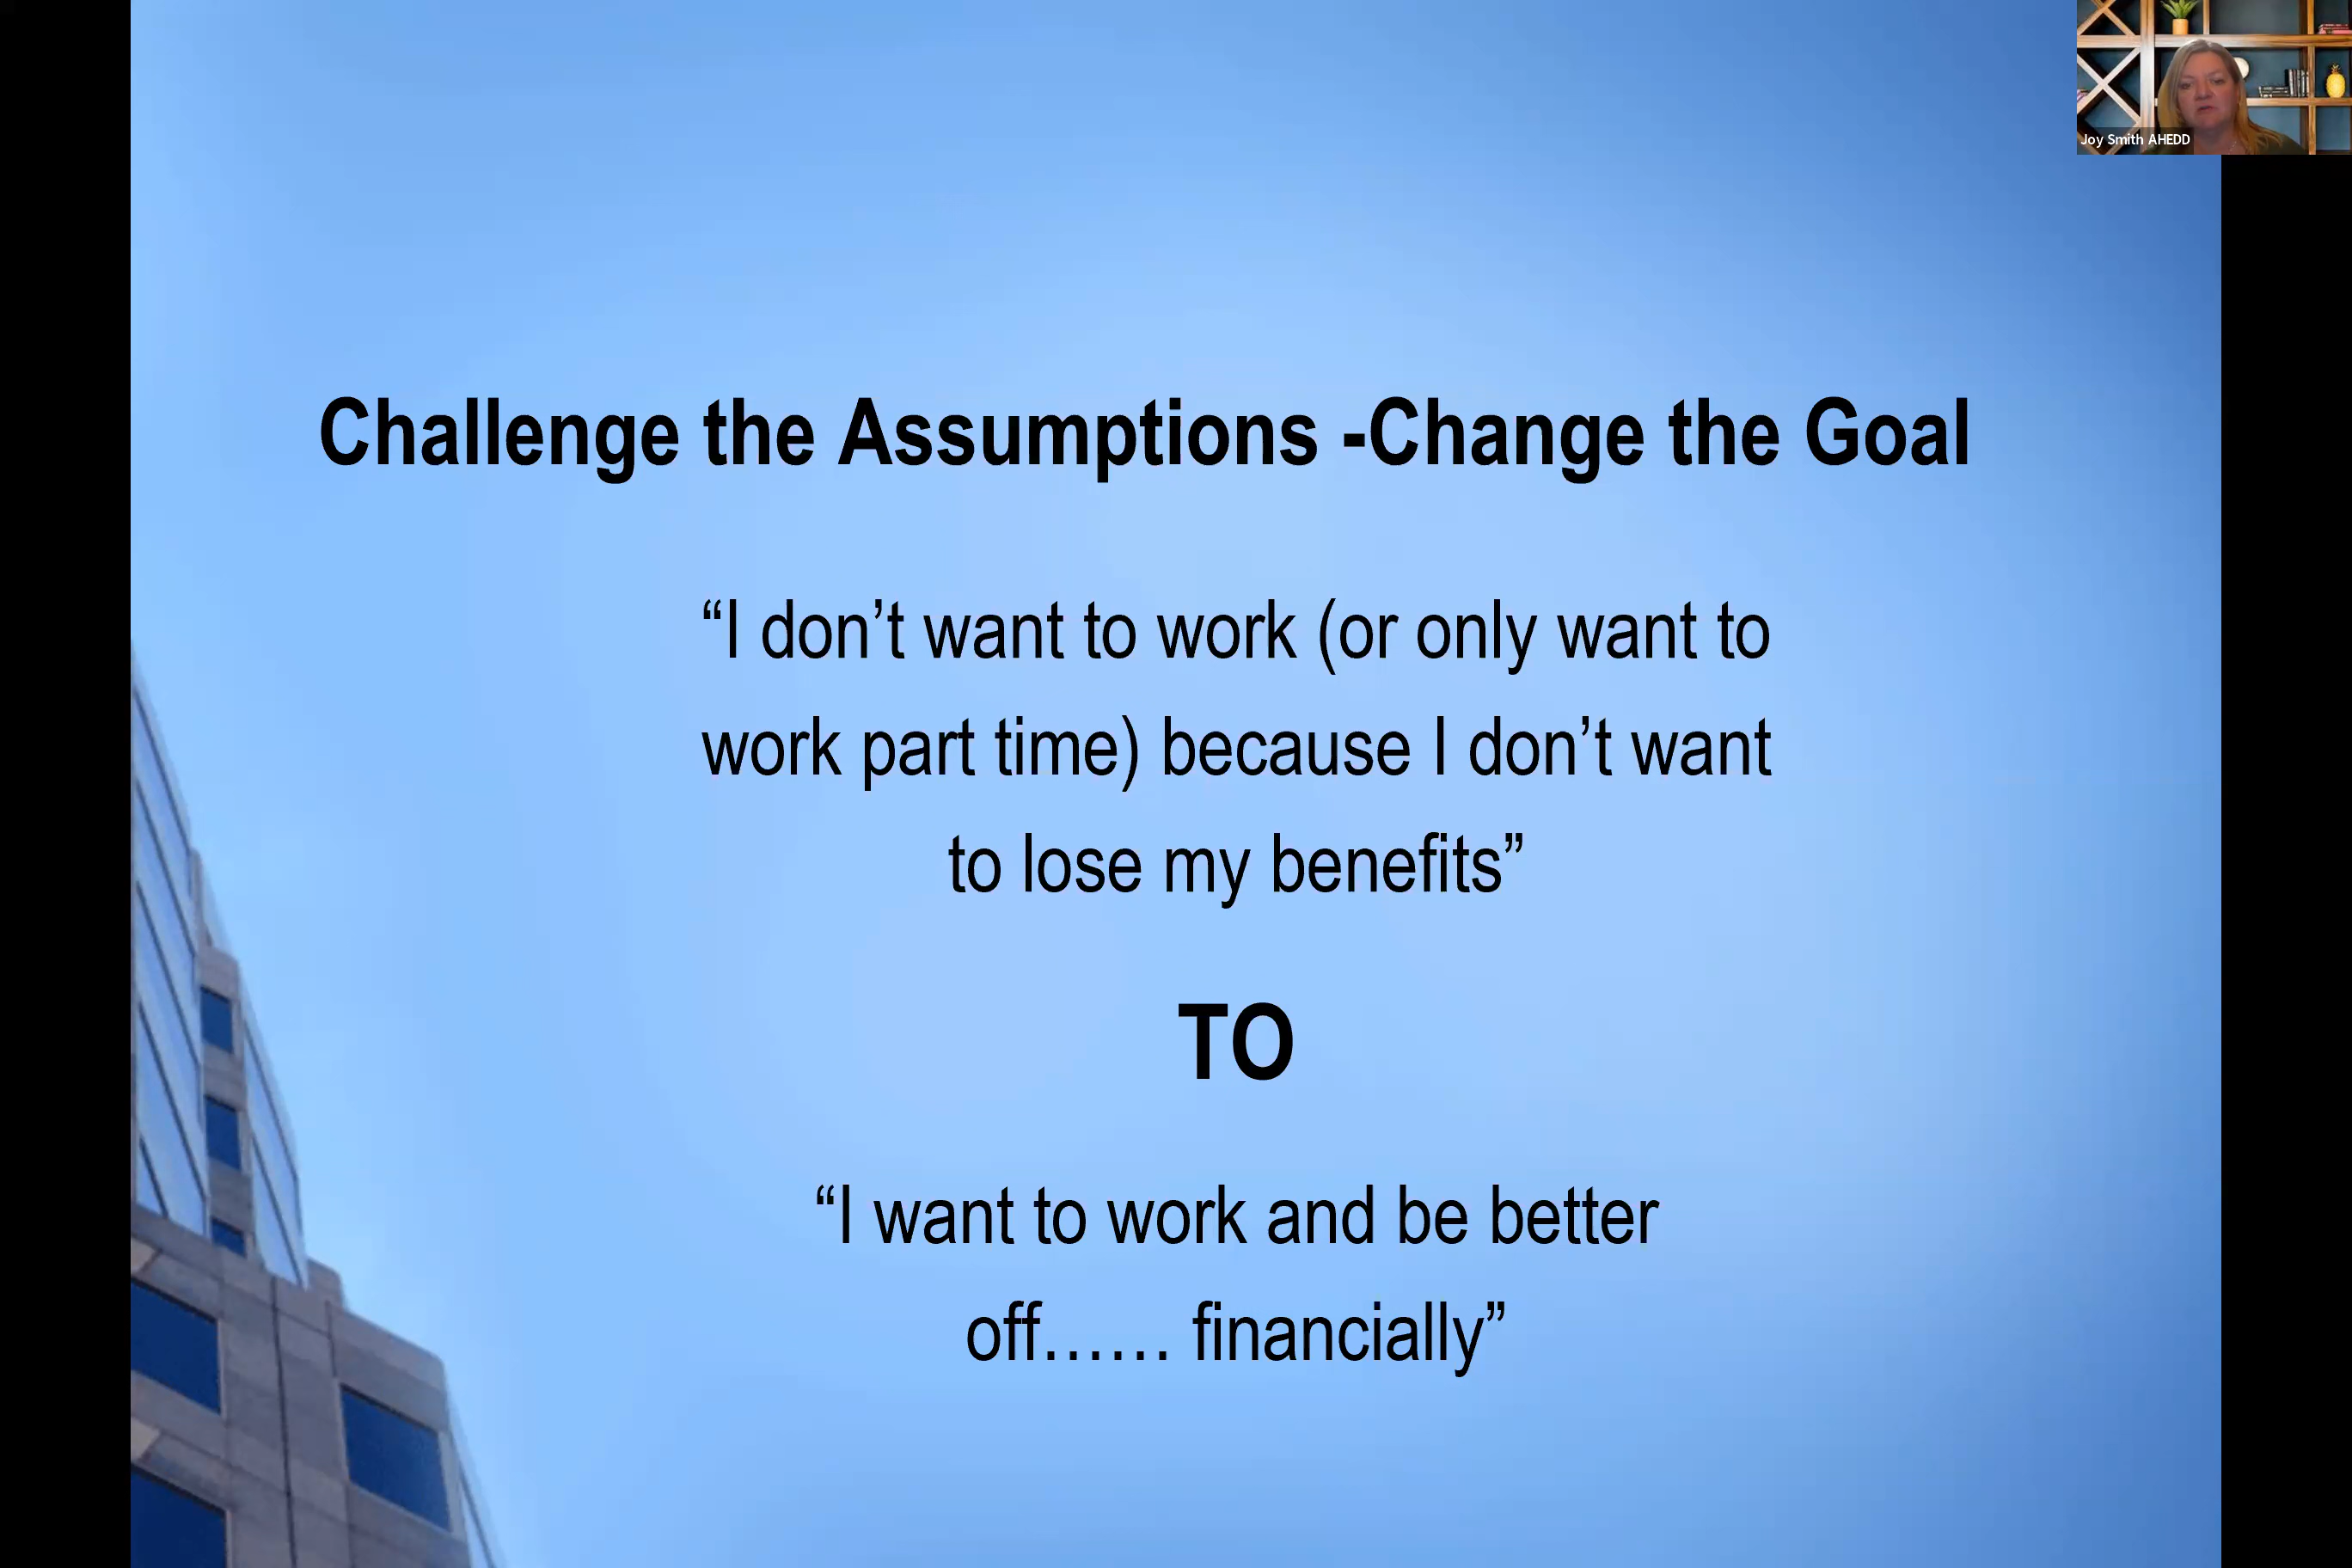 Joy Smith AHEDD
Challenge the Assumptions -Change the Goal
“I don’t want to work (or only want to
work part time) because I don’t want
to lose my benefits”
TO
“I want to work and be better
off...... financially”